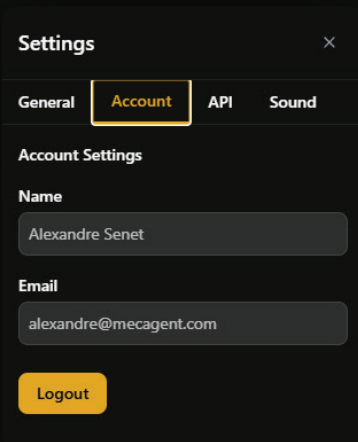 Settings ×
General Account API Sound
Account Settings
Name
Alexandre Senet
Email
alexandre@mecagent.com
Logout